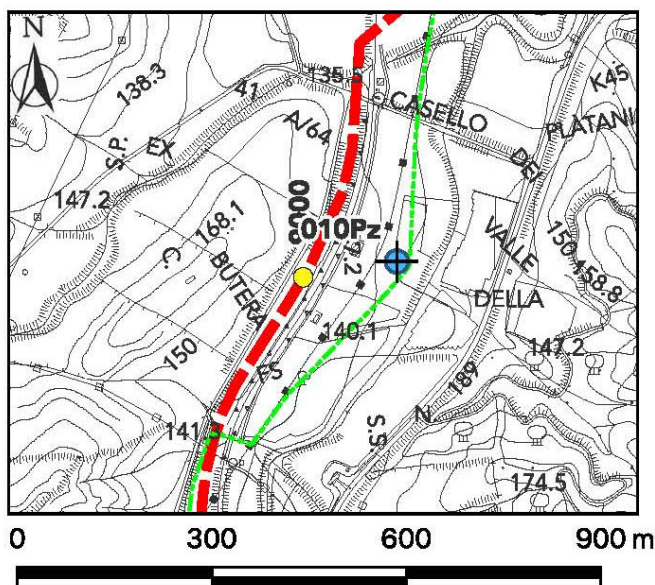 N
138.3
135.5
K45
41
CASELLO
A/64
S.P.
EX
DEI
PLATANI
147.2
168.1
6000
010Pz
VALLE
150
158.8
C.
BUTERA
DELLA
140.1
147.2
150
FS
189
141.3
N.
S.S.
174.5
0 300 600 900 m